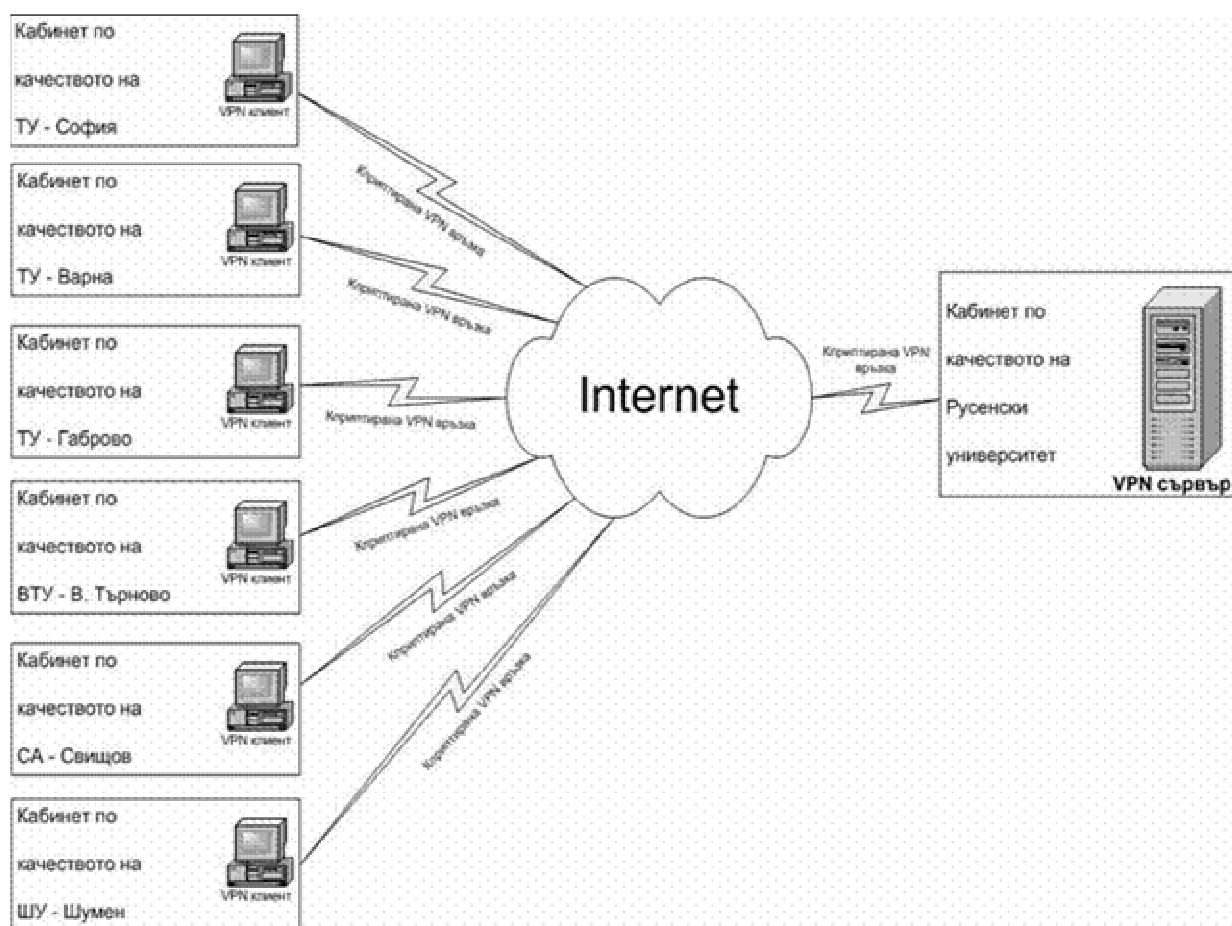 Кабинет по
качеството на
ТУ - София
VPN клиент
Кабинет по
качеството на
ТУ - Варна
VPN клиент
Кабинет по
качеството на
ТУ - Габрово
VPN клиент
Кабинет по
качеството на
ВТУ - В. Търново
VPN клиент
Кабинет по
качеството на
СА - Свищов
VPN клиент
Кабинет по
качеството на
ШУ - Шумен
VPN клиент
Криптирана VPN връзка
Криптирана VPN връзка
Криптирана VPN връзка
Криптирана VPN връзка
Криптирана VPN връзка
Криптирана VPN връзка
Internet
Криптирана VPN
връзка
Кабинет по
качеството на
Русенски
университет
VPN сървър